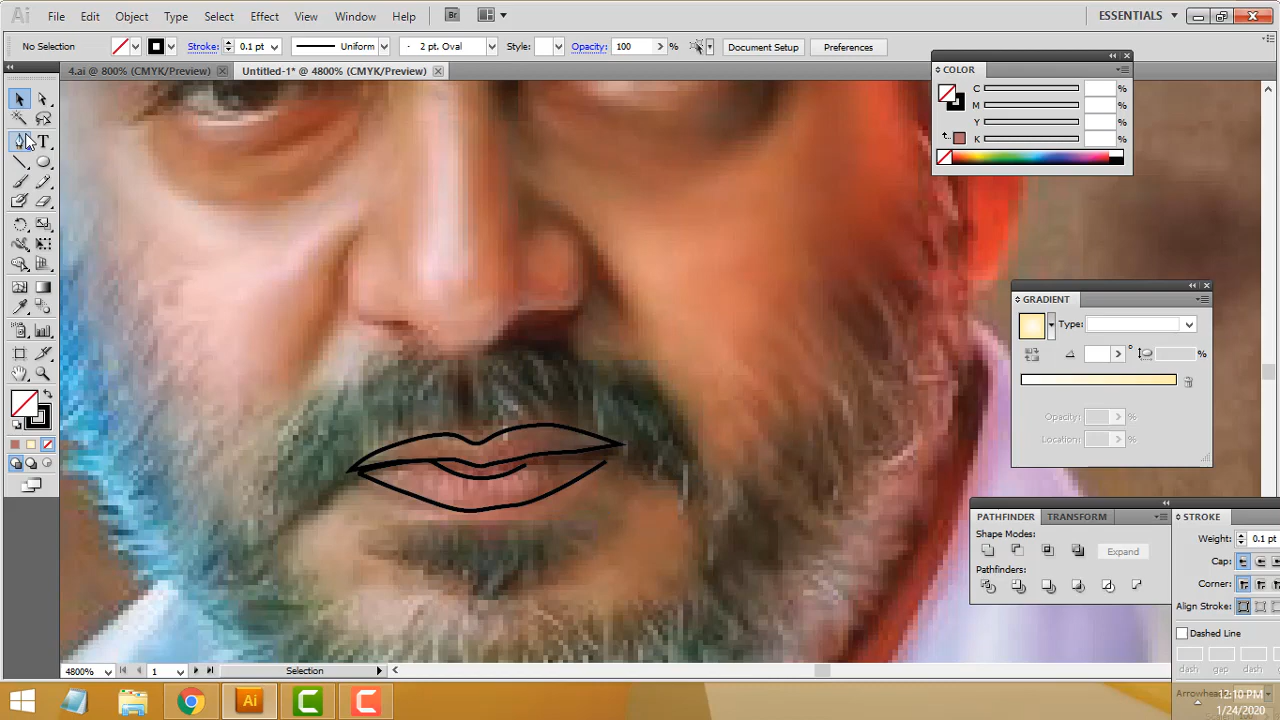 Ai File Edit Object Type Select Effect View Window Help Br ESSENTIALS
No Selection Stroke: 0.1 pt Uniform 2 pt. Oval Style: Opacity: 100 % Document Setup Preferences
4.ai @ 800% (CMYK/Preview) Untitled-1* @ 4800% (CMYK/Preview)
COLOR
C %
M %
Y %
K %
T
GRADIENT
Type:
° %
Opacity: %
Location: %
PATHFINDER TRANSFORM STROKE
Shape Modes: Weight: 0.1 pt
Expand Cap:
Pathfinders: Corner:
Align Stroke:
Dashed Line
dash gap dash
Arrowhea
4800% 1 Selection
Ai 12:10 PM
1/24/2020